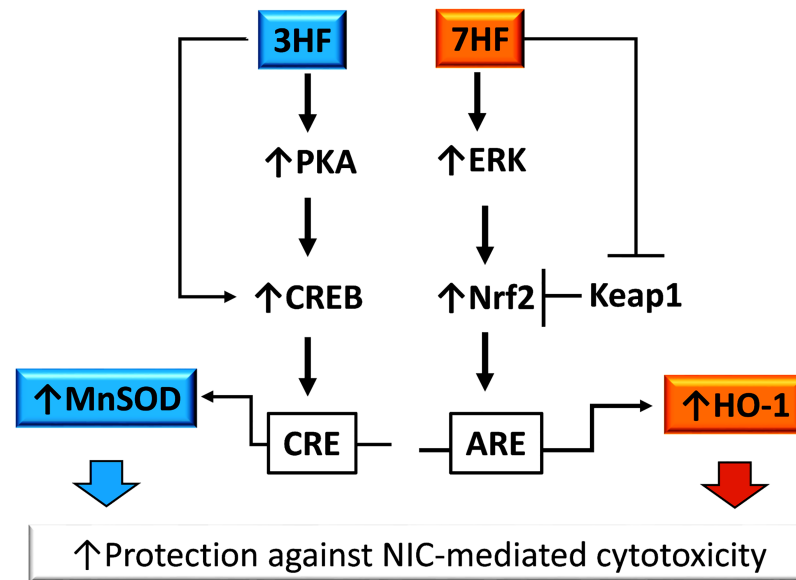 3HF
7HF
↑PKA
↑ERK
↑CREB
↑Nrf2
Keap1
↑MnSOD
↑HO-1
CRE
ARE
↑Protection against NIC-mediated cytotoxicity